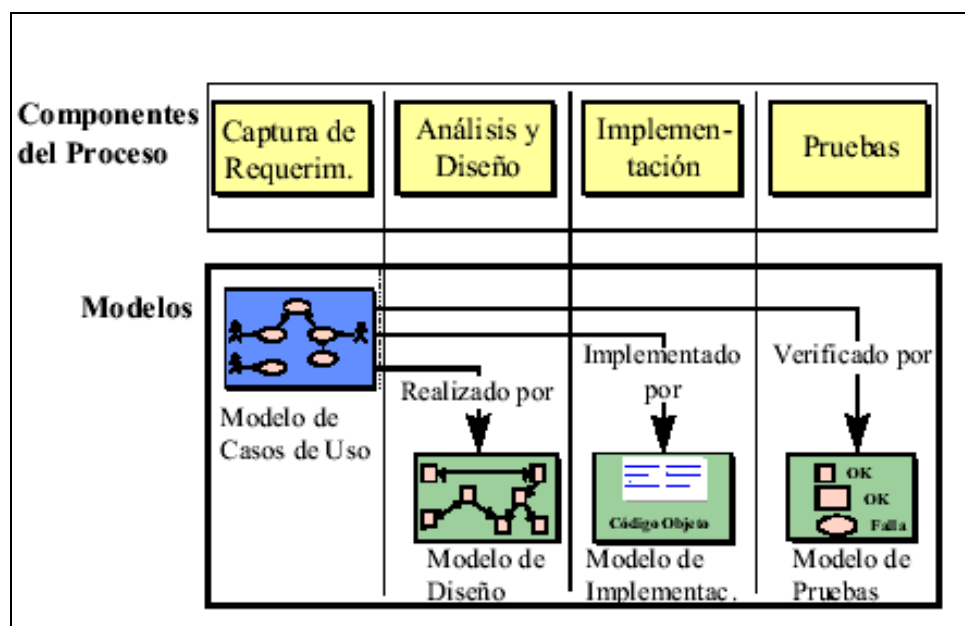 Componentes
del Proceso
Captura de
Requerim.
Análisis y
Diseño
Implemen-
tación
Pruebas
Modelos
Modelo de
Casos de Uso
Realizado por
Modelo de
Diseño
Implementado
por
Código Objeto
Modelo de
Implementac.
Verificado por
OK
OK
Falla
Modelo de
Pruebas